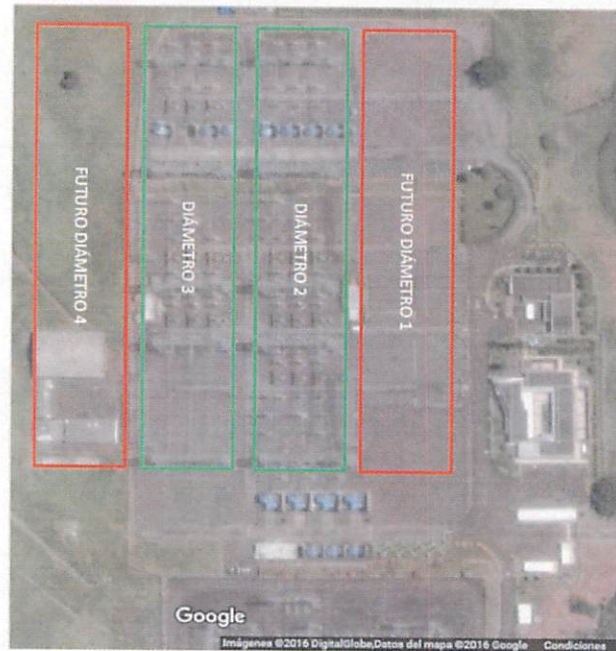 FUTURO DIÁMETRO 4
DIÁMETRO 3
DIÁMETRO 2
FUTURO DIÁMETRO 1
Google
Imágenes ©2016 DigitalGlobe,Datos del mapa ©2016 Google Condiciones